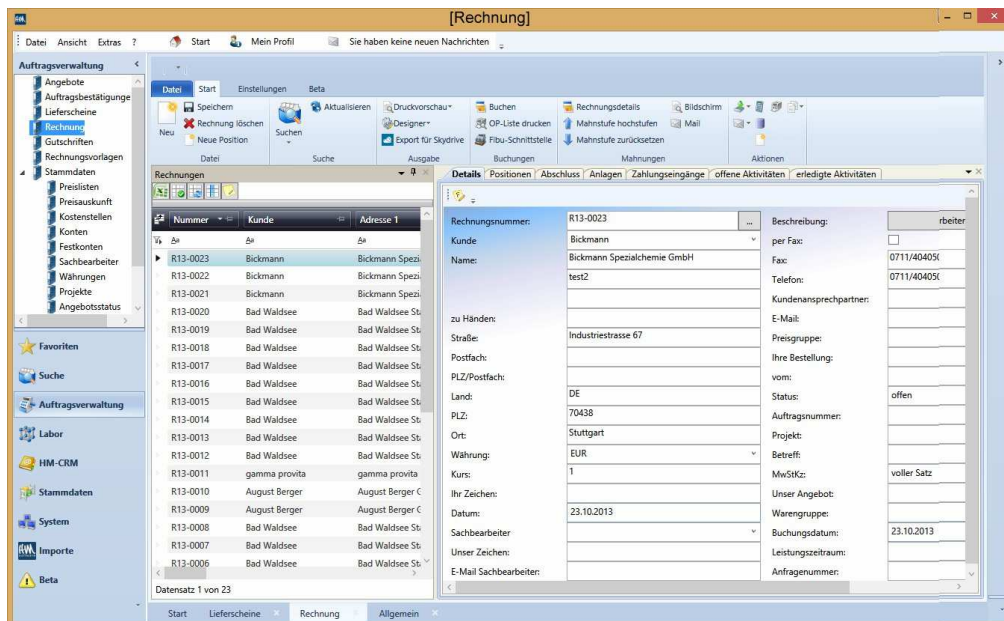 [Rechnung]
Datei Ansicht Extras ? Start Mein Profil Sie haben keine neuen Nachrichten
Auftragsverwaltung
Angebote
Auftragsbestätigunge
Lieferscheine
Rechnung
Gutschriften
Rechnungsvorlagen
Stammdaten
Preislisten
Preisauskunft
Kostenstellen
Konten
Festkonten
Sachbearbeiter
Währungen
Projekte
Angebotsstatus
Favoriten
Suche
Auftragsverwaltung
Labor
HM-CRM
Stammdaten
System
Importe
Beta
Datei Start Einstellungen Beta
Neu
Speichern
Rechnung löschen
Neue Position
Datei
Suchen
Aktualisieren
Suche
Druckvorschau
Designer
Export für Skydrive
Ausgabe
Buchen
OP-Liste drucken
Fibu-Schnittstelle
Buchungen
Rechnungsdetails
Mahnstufe hochstufen
Mahnstufe zurücksetzen
Bildschirm
Mail
Mahnungen
Aktionen
Rechnungen
Nummer Kunde Adresse 1
R13-0023 Bickmann Bickmann Spezi
R13-0022 Bickmann Bickmann Spezi
R13-0021 Bickmann Bickmann Spezi
R13-0020 Bad Waldsee Bad Waldsee St
R13-0019 Bad Waldsee Bad Waldsee St
R13-0018 Bad Waldsee Bad Waldsee St
R13-0017 Bad Waldsee Bad Waldsee St
R13-0016 Bad Waldsee Bad Waldsee St
R13-0015 Bad Waldsee Bad Waldsee St
R13-0014 Bad Waldsee Bad Waldsee St
R13-0013 Bad Waldsee Bad Waldsee St
R13-0012 Bad Waldsee Bad Waldsee St
R13-0011 gamma provita gamma provita
R13-0010 August Berger August Berger G
R13-0009 August Berger August Berger G
R13-0008 Bad Waldsee Bad Waldsee St
R13-0007 Bad Waldsee Bad Waldsee St
R13-0006 Bad Waldsee Bad Waldsee St
Datensatz 1 von 23
Details Positionen Abschluss Anlagen Zahlungseingänge offene Aktivitäten erledigte Aktivitäten
Rechnungsnummer: R13-0023 ...
Kunde Bickmann
Name: Bickmann Spezialchemie GmbH
test2
zu Händen:
Straße: Industriestrasse 67
Postfach:
PLZ/Postfach:
Land: DE
PLZ: 70438
Ort: Stuttgart
Währung: EUR
Kurs: 1
Ihr Zeichen:
Datum: 23.10.2013
Sachbearbeiter
Unser Zeichen:
E-Mail Sachbearbeiter:
Beschreibung: rbeiter
per Fax:
Fax: 0711/404050
Telefon: 0711/404050
Kundenansprechpartner:
E-Mail:
Preisgruppe:
Ihre Bestellung:
vom:
Status: offen
Auftragsnummer:
Projekt:
Betreff:
MwStKz: voller Satz
Unser Angebot:
Warengruppe:
Buchungsdatum: 23.10.2013
Leistungszeitraum:
Anfragenummer:
Start Lieferscheine Rechnung Allgemein